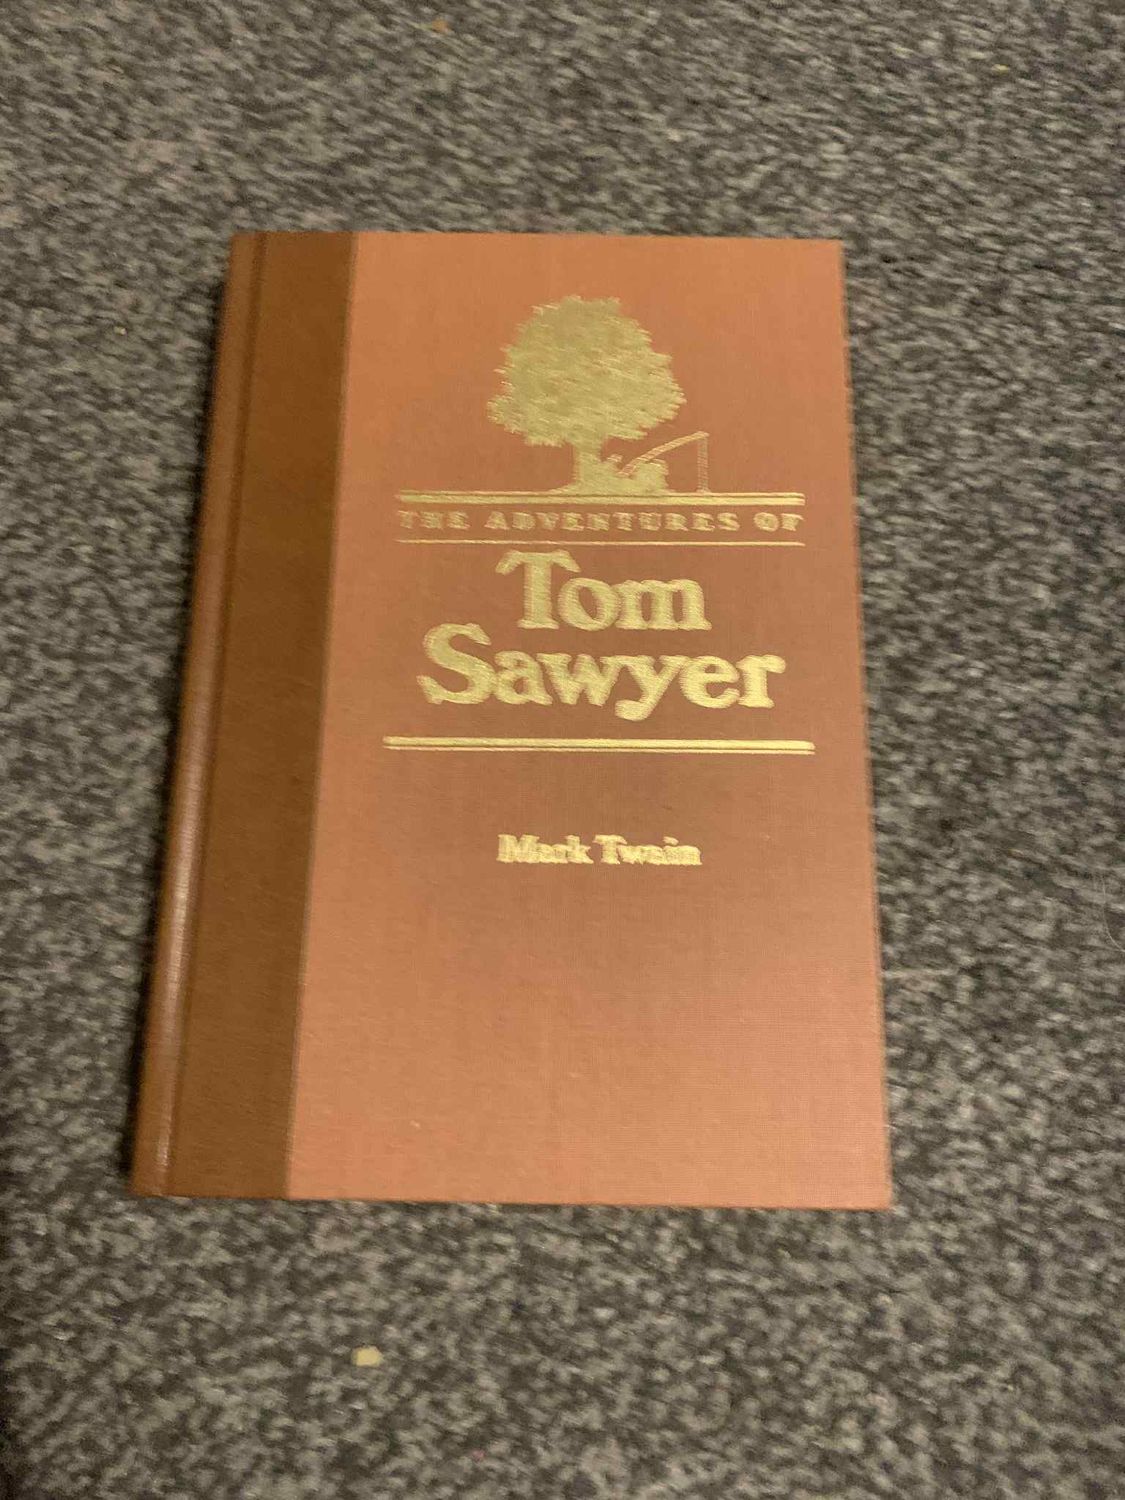 THE ADVENTURES OF
Tom
Sawyer
Mark Twain